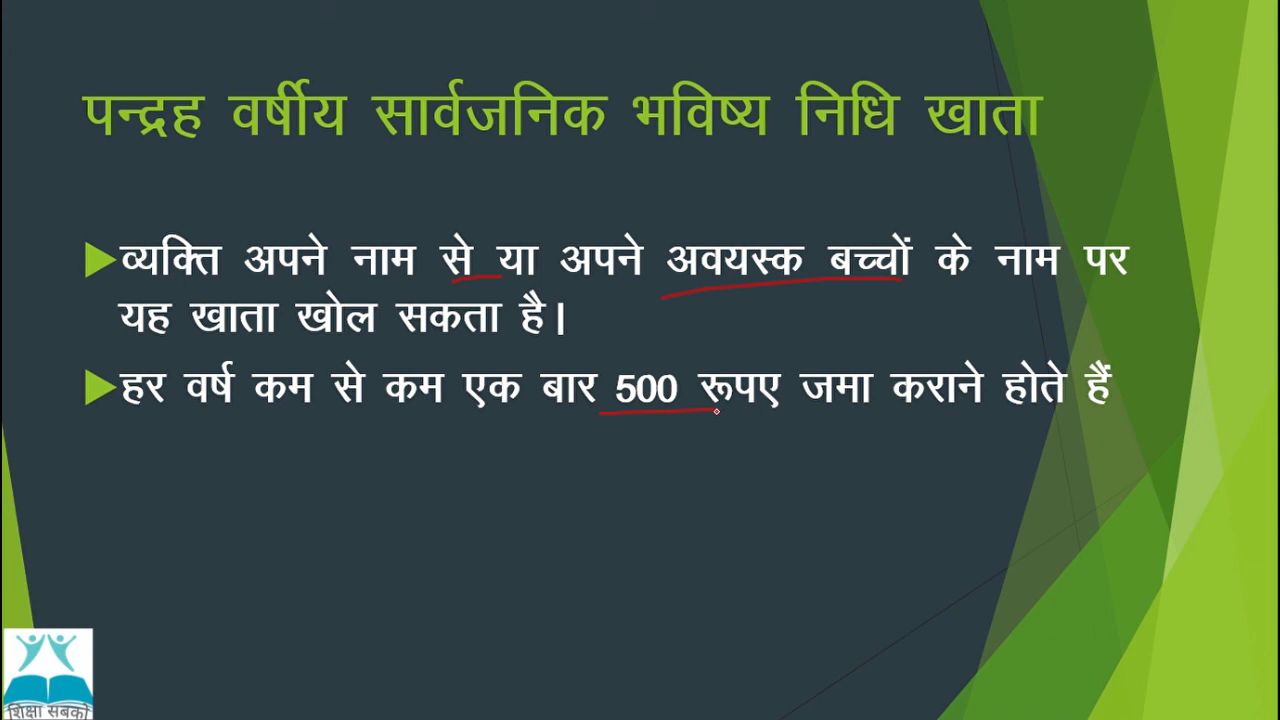 पन्द्रह वर्षीय सार्वजनिक भविष्य निधि खाता
व्यक्ति अपने नाम से या अपने अवयस्क बच्चों के नाम पर
यह खाता खोल सकता है।
हर वर्ष कम से कम एक बार 500 रूपए जमा कराने होते हैं
शिक्षा सबको